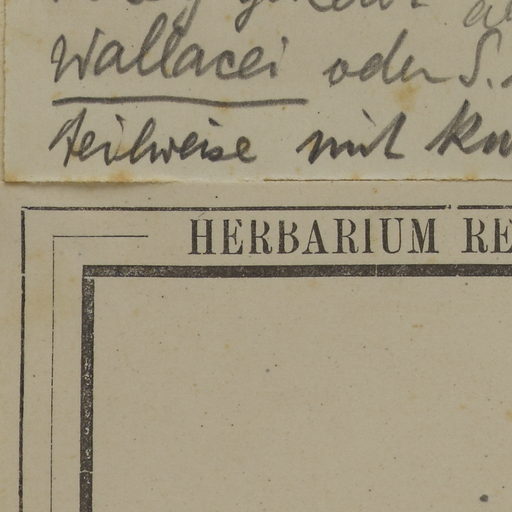 Wallacei oder S.
teilweise mit
HERBARIUM RE